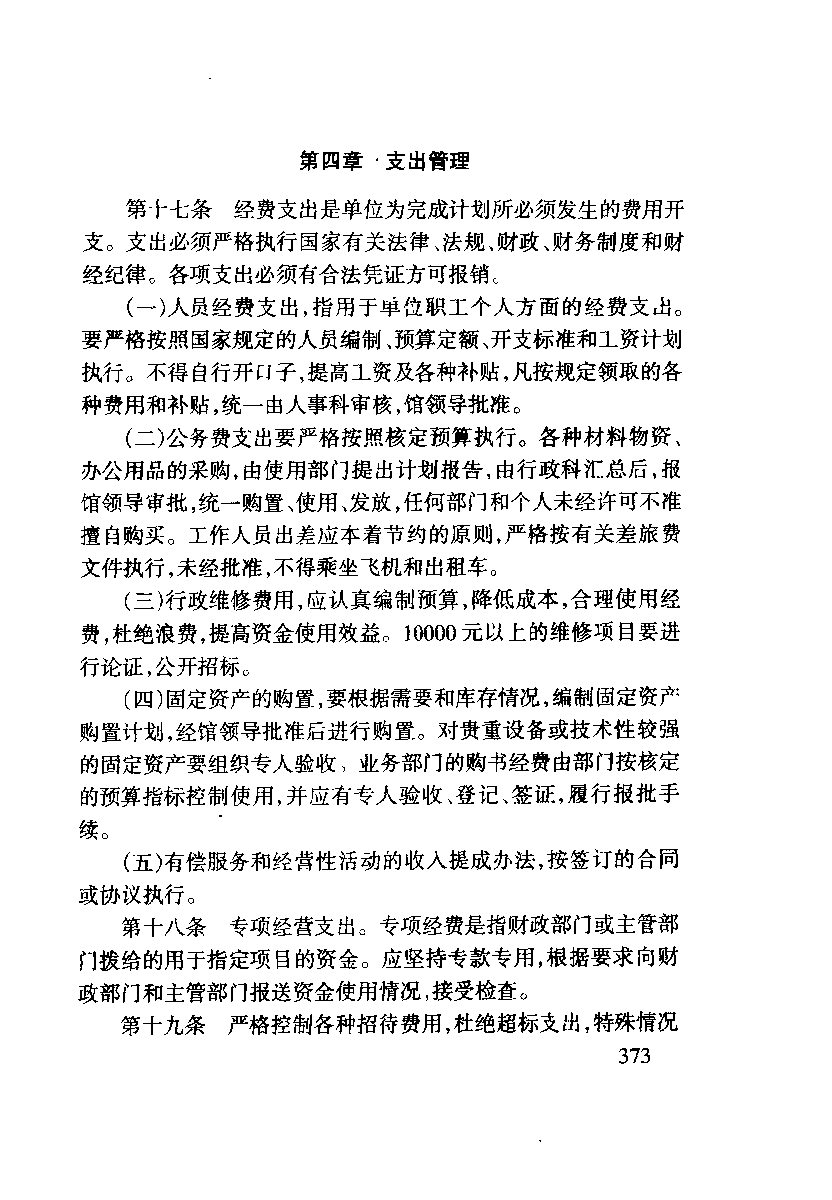 第四章 支出管理
第十七条 经费支出是单位为完成计划所必须发生的费用开
支。支出必须严格执行国家有关法律、法规、财政、财务制度和财
经纪律。各项支出必须有合法凭证方可报销。
(一)人员经费支出,指用于单位职工个人方面的经费支出。
要严格按照国家规定的人员编制、预算定额、开支标准和工资计划
执行。不得自行开口子,提高工资及各种补贴,凡按规定领取的各
种费用和补贴,统一由人事科审核,馆领导批准。
(二)公务费支出要严格按照核定预算执行。各种材料物资、
办公用品的采购,由使用部门提出计划报告,由行政科汇总后,报
馆领导审批,统一购置、使用、发放,任何部门和个人未经许可不准
擅自购买。工作人员出差应本着节约的原则,严格按有关差旅费
文件执行,未经批准,不得乘坐飞机和出租车。
(三)行政维修费用,应认真编制预算,降低成本,合理使用经
费,杜绝浪费,提高资金使用效益。10000元以上的维修项目要进
行论证,公开招标。
(四)固定资产的购置,要根据需要和库存情况,编制固定资产
购置计划,经馆领导批准后进行购置。对贵重设备或技术性较强
的固定资产要组织专人验收。业务部门的购书经费由部门按核定
的预算指标控制使用,并应有专人验收、登记、签证,履行报批手
续。
(五)有偿服务和经营性活动的收入提成办法,按签订的合同
或协议执行。
第十八条 专项经营支出。专项经费是指财政部门或主管部
门拨给的用于指定项目的资金。应坚持专款专用,根据要求向财
政部门和主管部门报送资金使用情况,接受检查。
第十九条 严格控制各种招待费用,杜绝超标支出,特殊情况
373